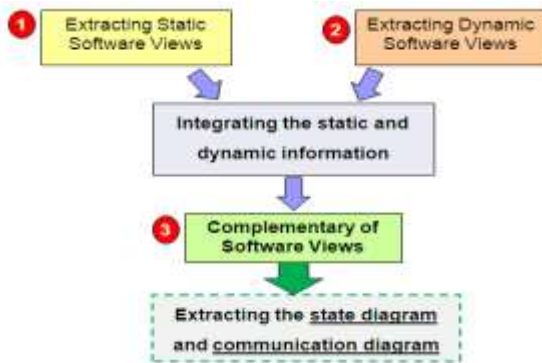 1
Extracting Static
Software Views
2
Extracting Dynamic
Software Views
Integrating the static and
dynamic information
3
Complementary of
Software Views
Extracting the state diagram
and communication diagram